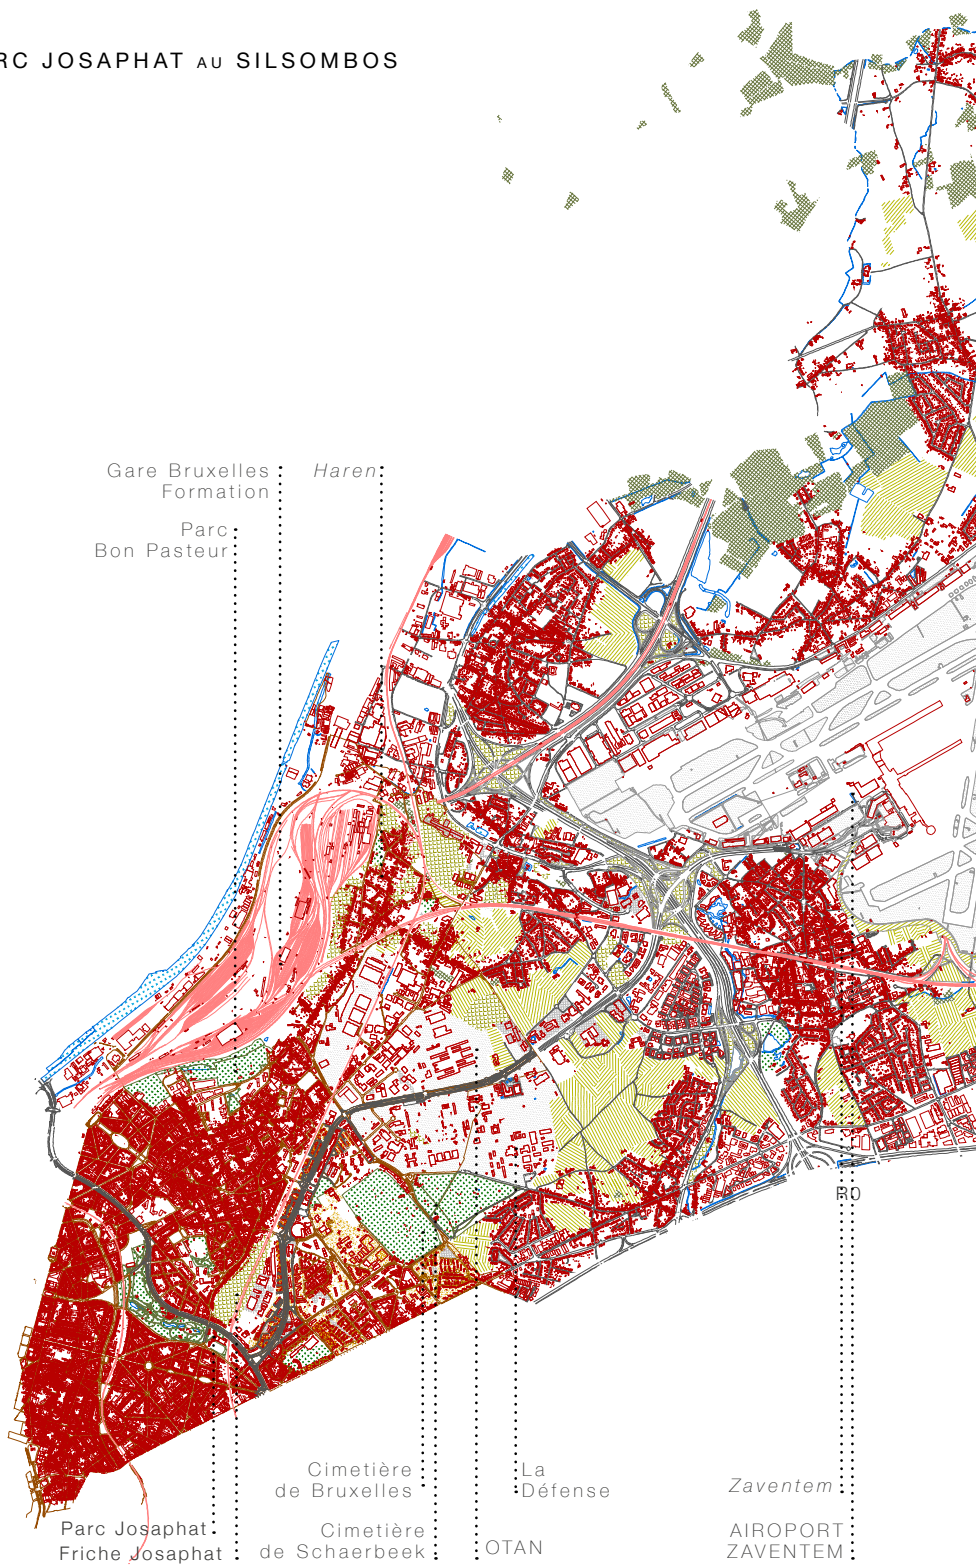 RC JOSAPHAT AU SILSOMBOS
Gare Bruxelles
Formation
Haren
Parc
Bon Pasteur
R0
Cimetière
de Bruxelles
La
Défense
Zaventem
Parc Josaphat
Friche Josaphat
Cimetière
de Schaerbeek
OTAN
AIROPORT
ZAVENTEM